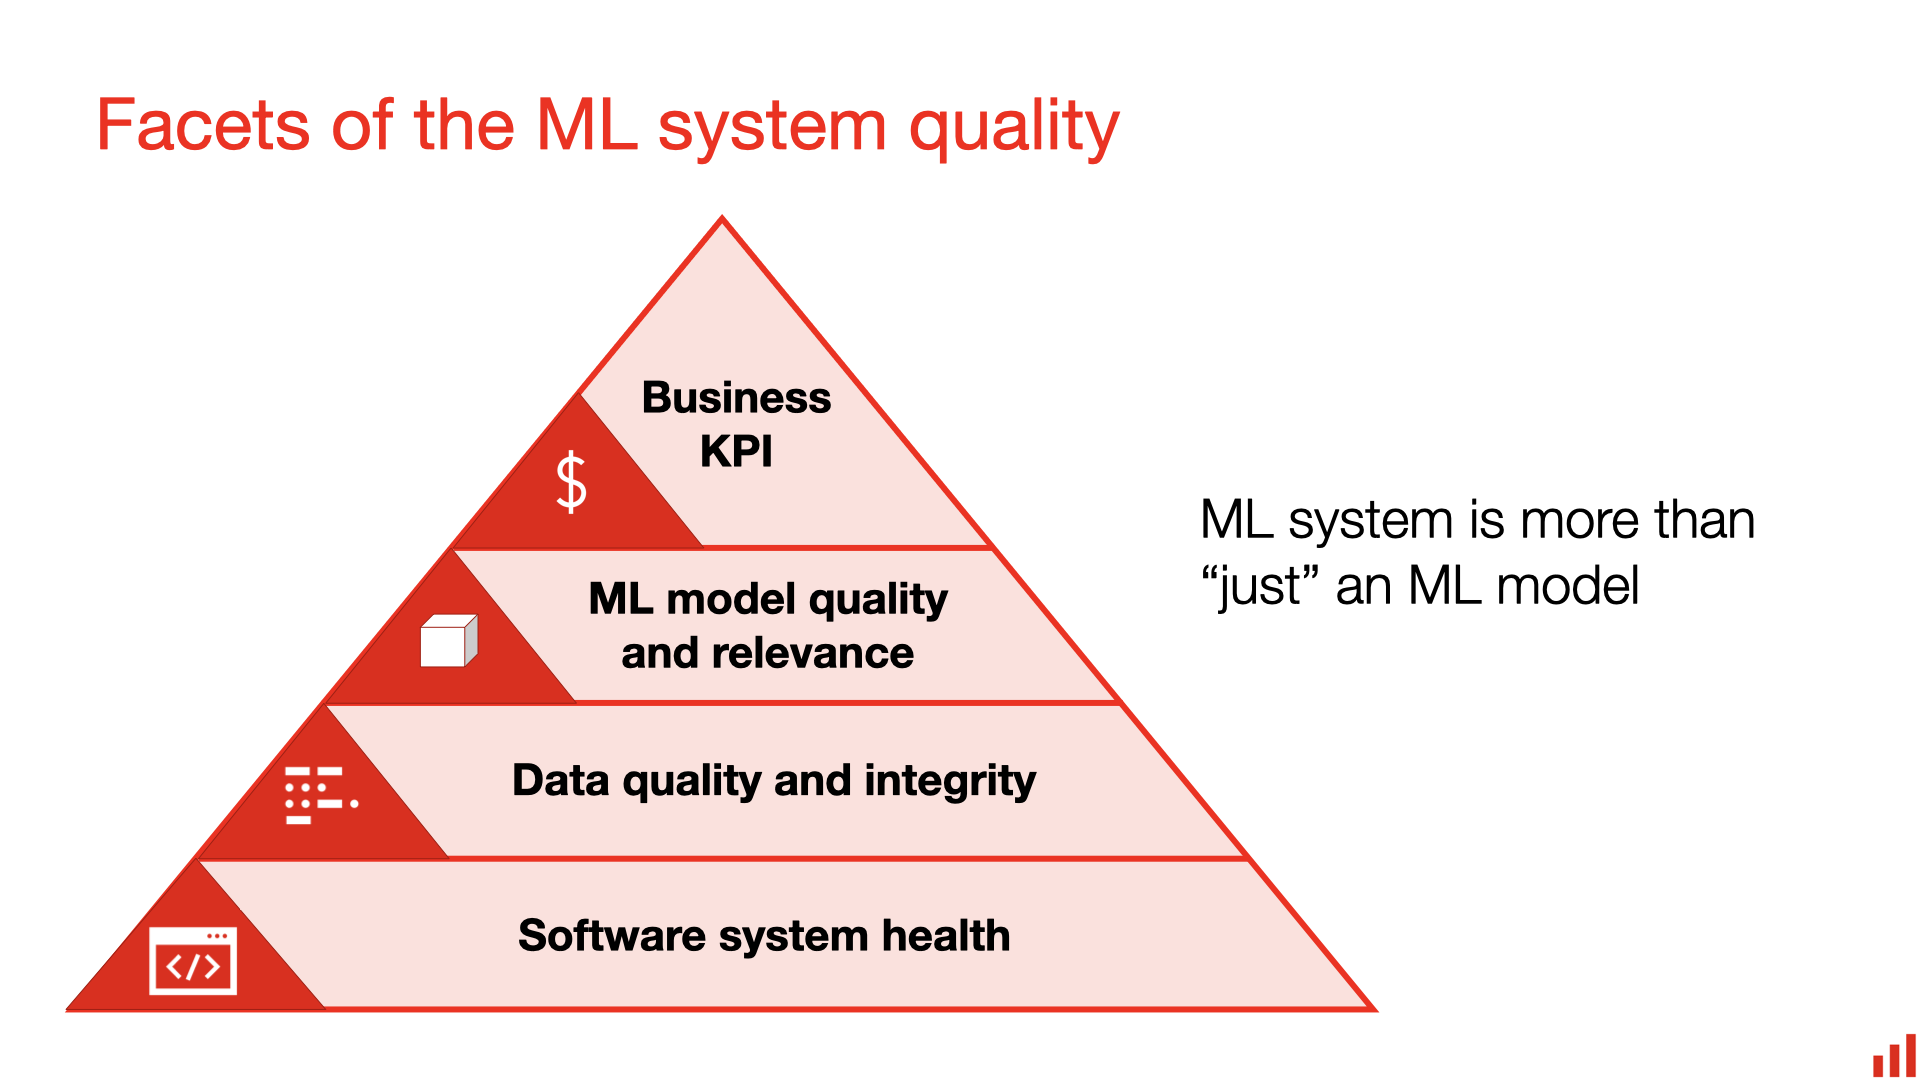 Facets of the ML system quality
Business
KPI
$
ML model quality
and relevance
ML system is more than
“just” an ML model
Data quality and integrity
</>
Software system health